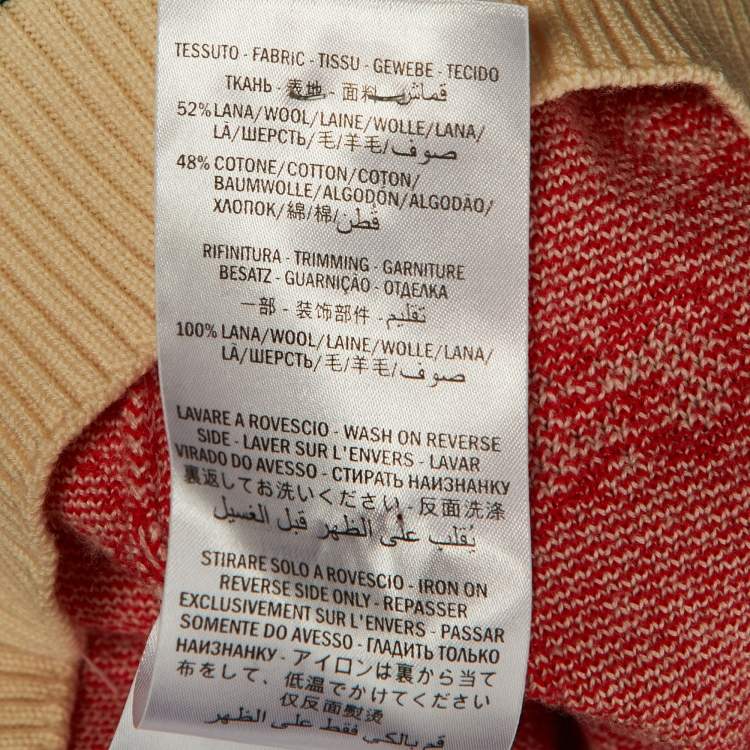 TESSUTO - FABRIC - TISSU - GEWEBE - TECIDO
ТКАНЬ - 表地 - 面料 - قماش
52% LANA/WOOL/LAINE/WOLLE/LANA/
LÃ/ШЕРСТЬ/毛/羊毛/صوف
48% COTONE/COTTON/COTON/
BAUMWOLLE/ALGODÓN/ALGODÃO/
ХЛОПОК/綿/棉/قُطن
RIFINITURA - TRIMMING - GARNITURE
BESATZ - GUARNIÇÃO - ОТДЕЛКА
一部 - 装饰部件 - تقليم
100% LANA/WOOL/LAINE/WOLLE/LANA/
LÃ/ШЕРСТЬ/毛/羊毛/صوف
LAVARE A ROVESCIO - WASH ON REVERSE
SIDE - LAVER SUR L'ENVERS - LAVAR
VIRADO DO AVESSO - СТИРАТЬ НАИЗНАНКУ
裏返してお洗いください - 反面洗涤
يُقلب على الظهر قبل الغسيل
STIRARE SOLO A ROVESCIO - IRON ON
REVERSE SIDE ONLY - REPASSER
EXCLUSIVEMENT SUR L'ENVERS - PASSAR
SOMENTE DO AVESSO - ГЛАДИТЬ ТОЛЬКО
НАИЗНАНКУ - アイロンは裏から当て
布をして、低温でかけてください
仅反面熨烫
قم بالكي فقط على الظهر